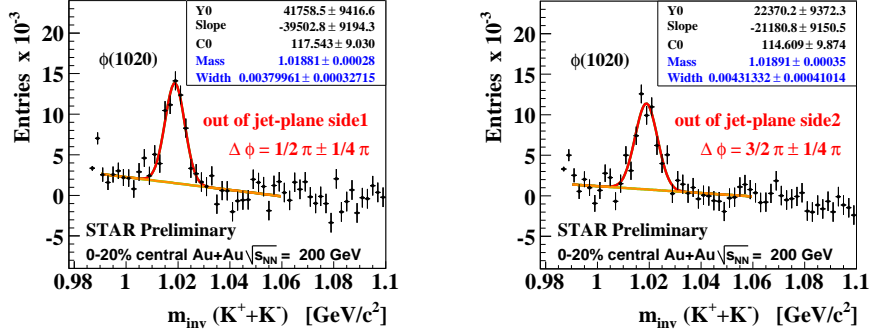 Entries x 10⁻³
Y0 41758.5 ± 9416.6
Slope -39502.8 ± 9194.3
C0 117.543 ± 9.030
Mass 1.01881 ± 0.00028
Width 0.00379961 ± 0.00032715
ϕ(1020)
out of jet-plane side1
Δ ϕ = 1/2 π ± 1/4 π
STAR Preliminary
0-20% central Au+Au √sNN = 200 GeV
15
10
5
0
-5
0.98 1 1.02 1.04 1.06 1.08 1.1
minv (K⁺+K⁻) [GeV/c²]
Entries x 10⁻³
Y0 22370.2 ± 9372.3
Slope -21180.8 ± 9150.5
C0 114.609 ± 9.874
Mass 1.01891 ± 0.00035
Width 0.00431332 ± 0.00041014
ϕ(1020)
out of jet-plane side2
Δ ϕ = 3/2 π ± 1/4 π
STAR Preliminary
0-20% central Au+Au √sNN = 200 GeV
20
15
10
5
0
-5
0.98 1 1.02 1.04 1.06 1.08 1.1
minv (K⁺+K⁻) [GeV/c²]